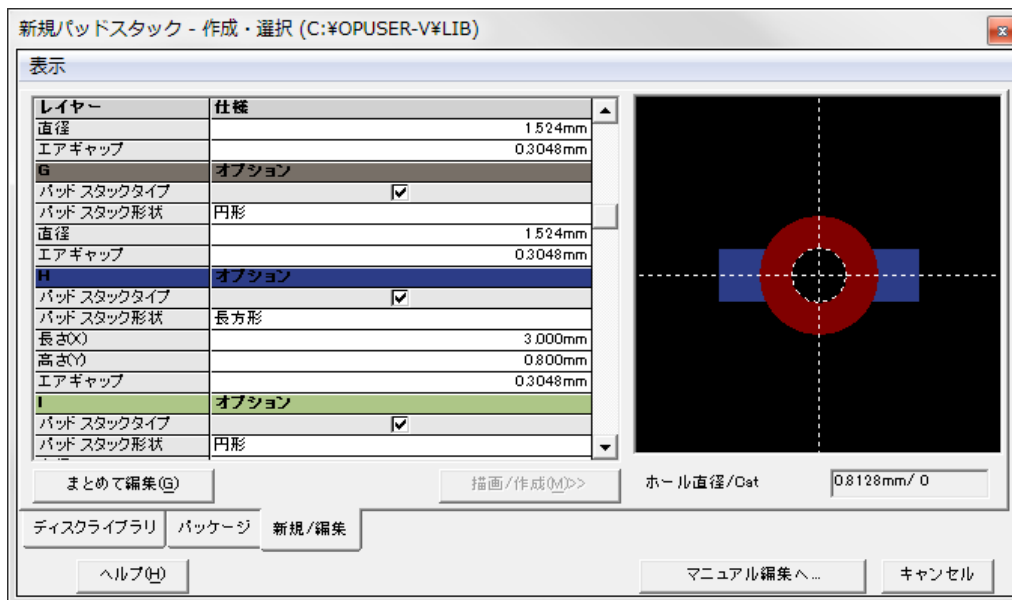 新規パッドスタック - 作成・選択 (C:¥OPUSER-V¥LIB)
表示
レイヤー 仕様
直径 1.524mm
エアギャップ 0.3048mm
G オプション
パッド スタックタイプ
パッド スタック形状 円形
直径 1.524mm
エアギャップ 0.3048mm
H オプション
パッド スタックタイプ
パッド スタック形状 長方形
長さ(X) 3.000mm
高さ(Y) 0.800mm
エアギャップ 0.3048mm
I オプション
パッド スタックタイプ
パッド スタック形状 円形
まとめて編集(G) 描画/作成(M)>> ホール直径/Cat 0.8128mm/ 0
ディスクライブラリ パッケージ 新規/編集
ヘルプ(H) マニュアル編集へ... キャンセル